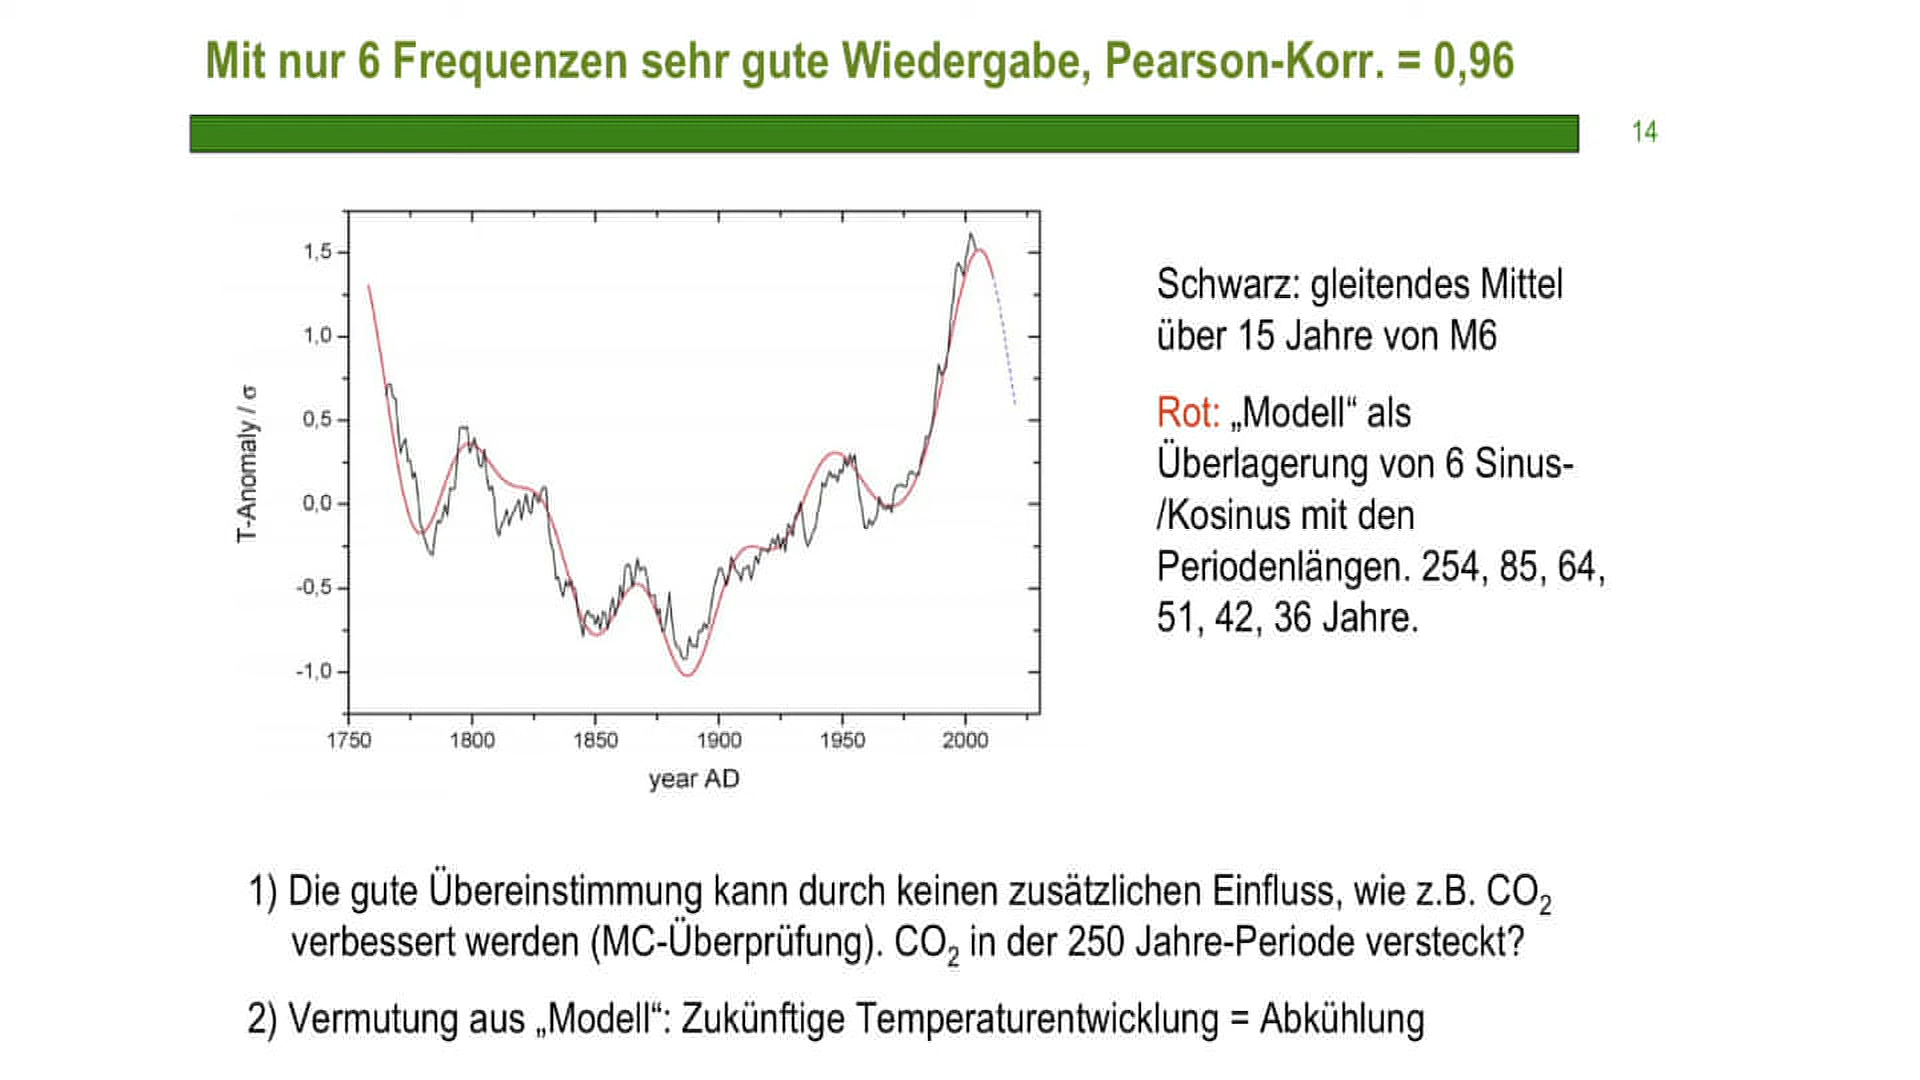 Mit nur 6 Frequenzen sehr gute Wiedergabe, Pearson-Korr. = 0,96
14
1,5
1,0
0,5
0,0
-0,5
-1,0
T-Anomaly / σ
1750 1800 1850 1900 1950 2000
year AD
Schwarz: gleitendes Mittel
über 15 Jahre von M6
Rot: „Modell“ als
Überlagerung von 6 Sinus-
/Kosinus mit den
Periodenlängen. 254, 85, 64,
51, 42, 36 Jahre.
1) Die gute Übereinstimmung kann durch keinen zusätzlichen Einfluss, wie z.B. CO₂
verbessert werden (MC-Überprüfung). CO₂ in der 250 Jahre-Periode versteckt?
2) Vermutung aus „Modell“: Zukünftige Temperaturentwicklung = Abkühlung